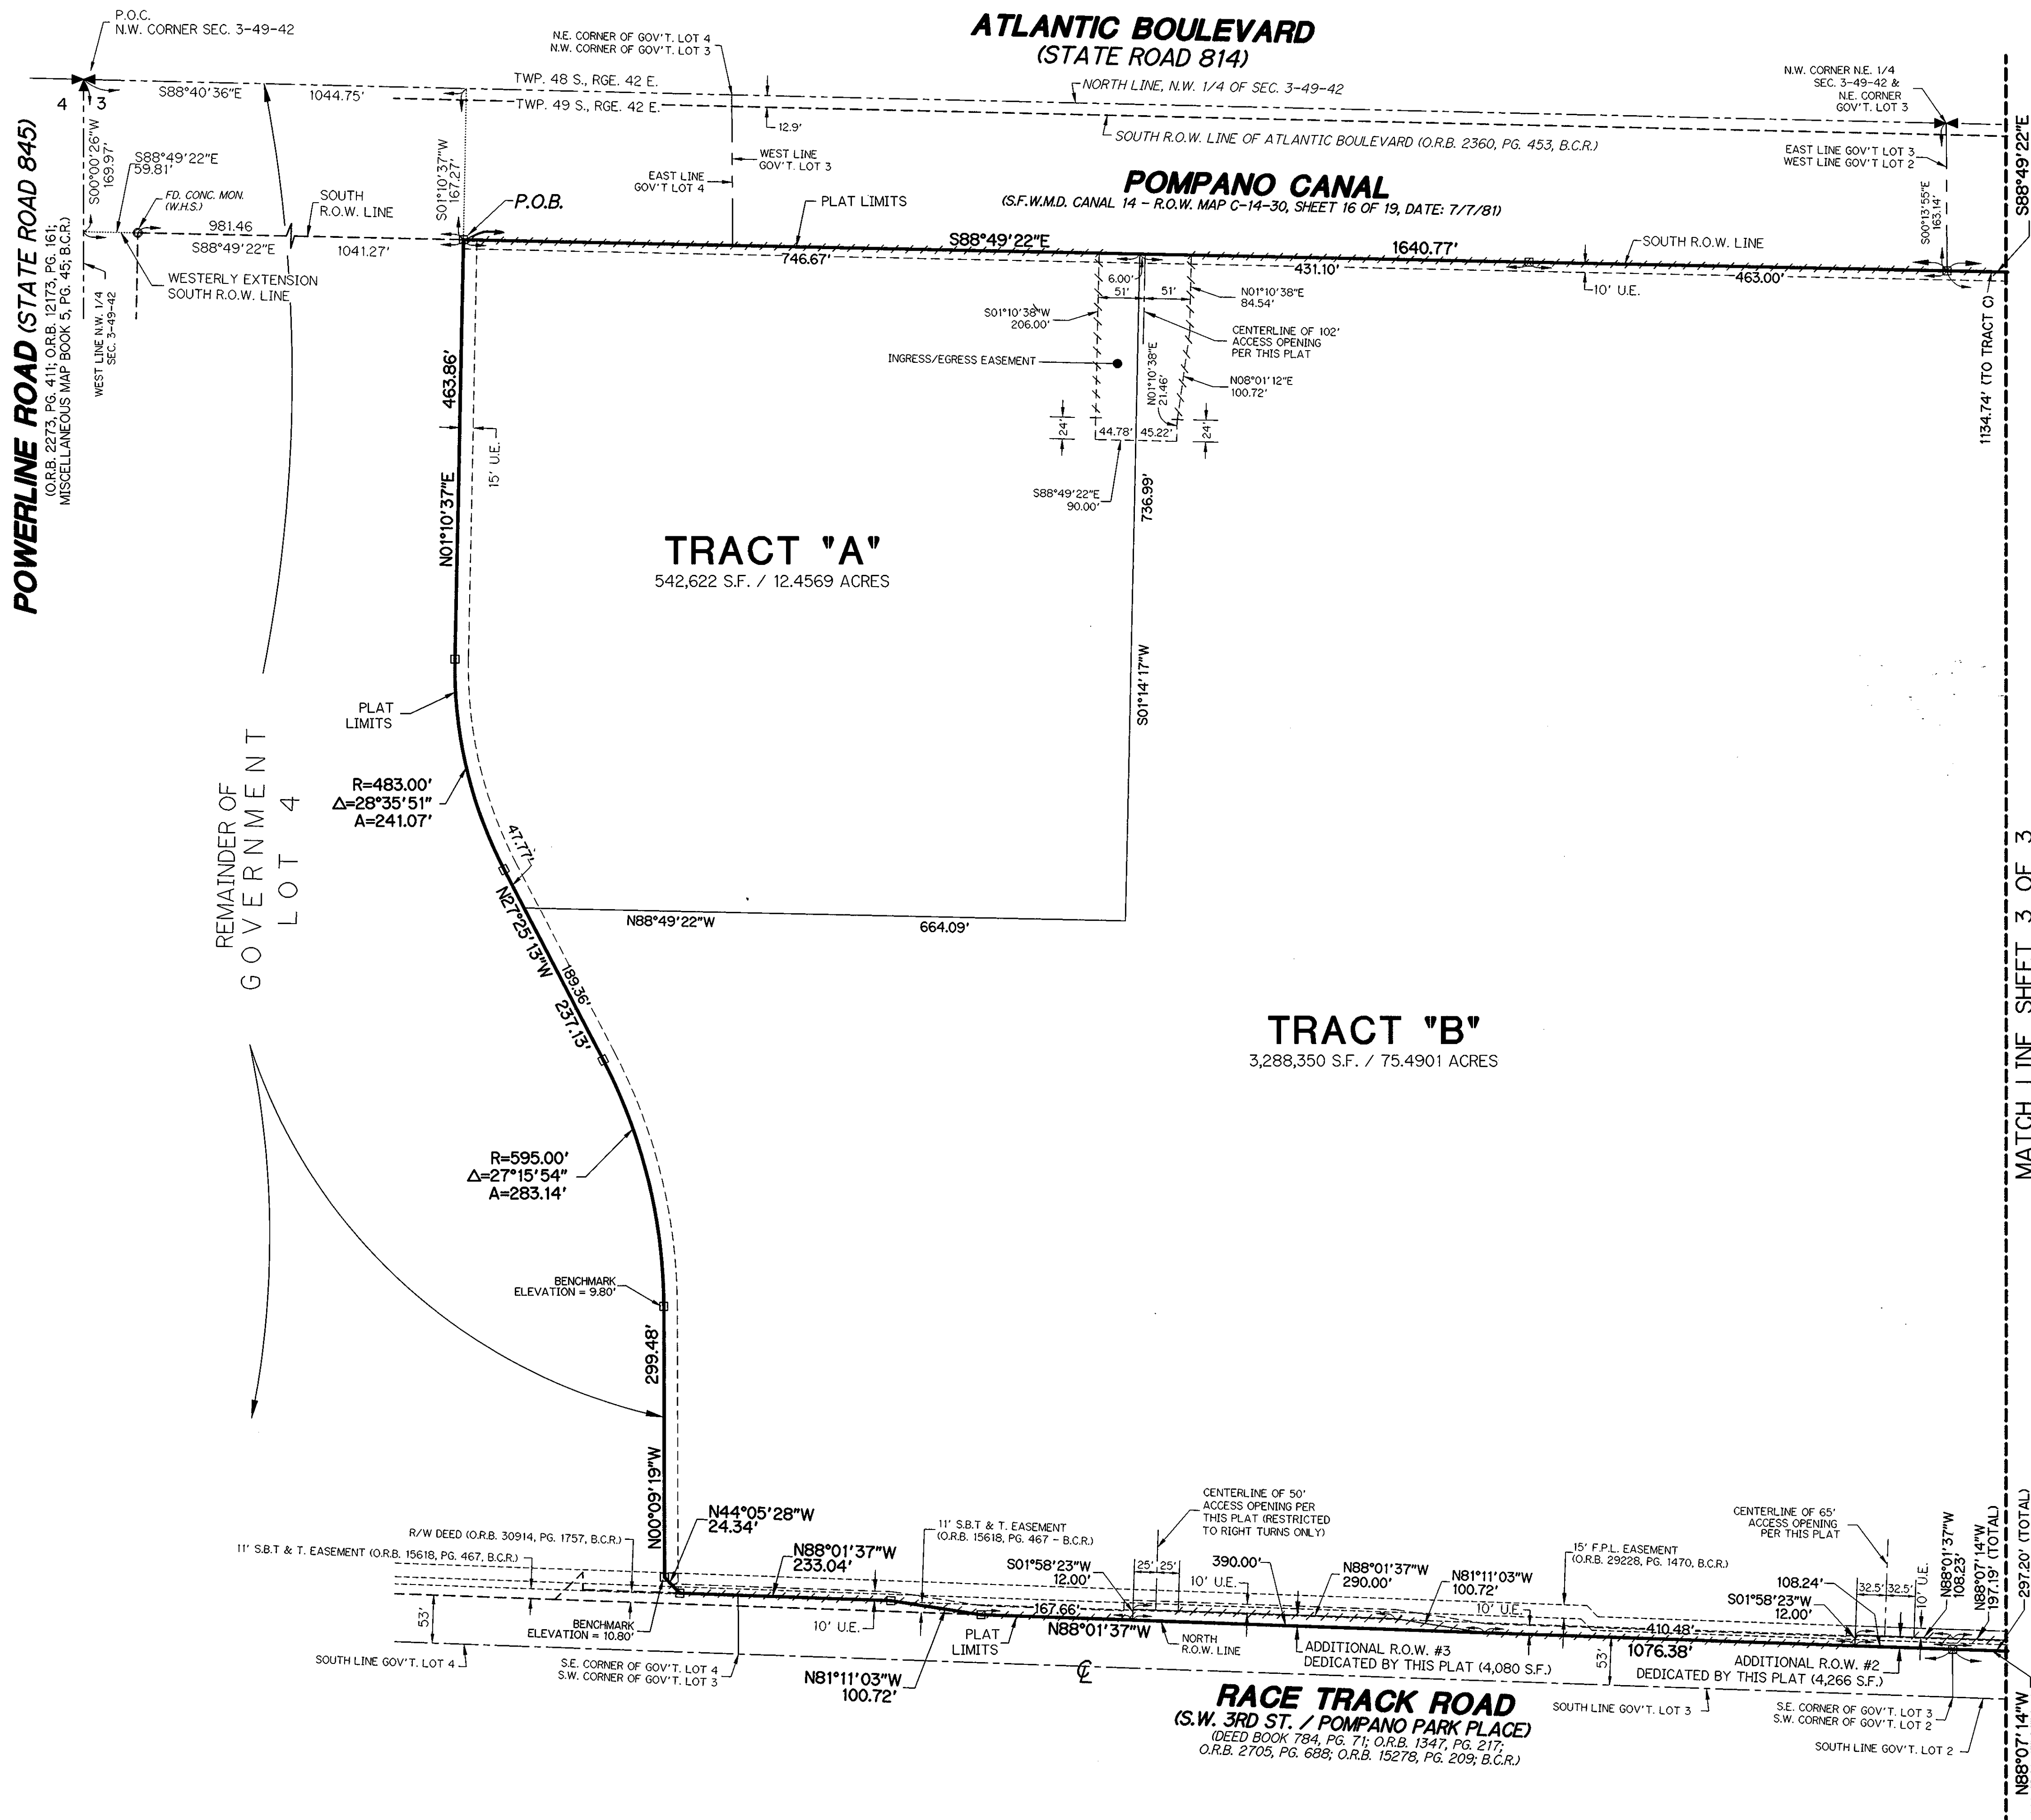 P.O.C.
N.W. CORNER SEC. 3-49-42
4 3
S88°40'36"E
1044.75'
TWP. 48 S., RGE. 42 E.
TWP. 49 S., RGE. 42 E.
N.E. CORNER OF GOV'T. LOT 4
N.W. CORNER OF GOV'T. LOT 3
ATLANTIC BOULEVARD
(STATE ROAD 814)
NORTH LINE, N.W. 1/4 OF SEC. 3-49-42
SOUTH R.O.W. LINE OF ATLANTIC BOULEVARD (O.R.B. 2360, PG. 453, B.C.R.)
12.9'
WEST LINE
GOV'T LOT 3
EAST LINE
GOV'T LOT 4
N.W. CORNER N.E. 1/4
SEC. 3-49-42 &
N.E. CORNER
GOV'T. LOT 3
EAST LINE GOV'T LOT 3
WEST LINE GOV'T LOT 2
S88°49'22"E
POWERLINE ROAD (STATE ROAD 845)
(O.R.B. 2273, PG. 411; O.R.B. 12173, PG. 161;
MISCELLANEOUS MAP BOOK 5, PG. 45; B.C.R.)
WEST LINE N.W. 1/4
SEC. 3-49-42
S00°00'26"W
169.97'
S88°49'22"E
59.81'
FD. CONC. MON.
(W.H.S.)
SOUTH
R.O.W. LINE
981.46
S88°49'22"E
1041.27'
WESTERLY EXTENSION
SOUTH R.O.W. LINE
S01°10'37"W
167.27'
P.O.B.
PLAT LIMITS
POMPANO CANAL
(S.F.W.M.D. CANAL 14 - R.O.W. MAP C-14-30, SHEET 16 OF 19, DATE: 7/7/81)
S88°49'22"E
1640.77'
746.67'
431.10'
463.00'
SOUTH R.O.W. LINE
10' U.E.
S00°13'55"E
163.14'
1134.74' (TO TRACT C)
6.00'
51' 51'
N01°10'38"E
84.54'
S01°10'38"W
206.00'
CENTERLINE OF 102'
ACCESS OPENING
PER THIS PLAT
INGRESS/EGRESS EASEMENT
N01°10'38"E
21.46'
N08°01'12"E
100.72'
24'
44.78' 45.22'
24'
S88°49'22"E
90.00'
736.99'
S01°14'17"W
463.86'
N01°10'37"E
15' U.E.
TRACT "A"
542,622 S.F. / 12.4569 ACRES
PLAT
LIMITS
R=483.00'
Δ=28°35'51"
A=241.07'
47.77'
N27°25'13"W
237.13'
189.36'
N88°49'22"W
664.09'
REMAINDER OF
GOVERNMENT
LOT 4
TRACT "B"
3,288,350 S.F. / 75.4901 ACRES
MATCH LINE SHEET 3 OF 3
R=595.00'
Δ=27°15'54"
A=283.14'
BENCHMARK
ELEVATION = 9.80'
299.48'
N00°09'19"W
N44°05'28"W
24.34'
R/W DEED (O.R.B. 30914, PG. 1757, B.C.R.)
11' S.B.T & T. EASEMENT (O.R.B. 15618, PG. 467, B.C.R.)
N88°01'37"W
233.04'
11' S.B.T & T. EASEMENT
(O.R.B. 15618, PG. 467 - B.C.R.)
CENTERLINE OF 50'
ACCESS OPENING PER
THIS PLAT (RESTRICTED
TO RIGHT TURNS ONLY)
S01°58'23"W
12.00'
25' 25'
10' U.E.
390.00'
N88°01'37"W
290.00'
N81°11'03"W
100.72'
10' U.E.
15' F.P.L. EASEMENT
(O.R.B. 29228, PG. 1470, B.C.R.)
CENTERLINE OF 65'
ACCESS OPENING
PER THIS PLAT
108.24'
S01°58'23"W
12.00'
32.5' 32.5'
10' U.E.
N88°01'37"W
108.23'
N88°07'14"W
197.19' (TOTAL)
297.20' (TOTAL)
N88°07'14"W
53'
BENCHMARK
ELEVATION = 10.80'
10' U.E.
167.66'
N88°01'37"W
PLAT
LIMITS
NORTH
R.O.W. LINE
ADDITIONAL R.O.W. #3
DEDICATED BY THIS PLAT (4,080 S.F.)
53'
410.48'
1076.38'
ADDITIONAL R.O.W. #2
DEDICATED BY THIS PLAT (4,266 S.F.)
SOUTH LINE GOV'T. LOT 4
S.E. CORNER OF GOV'T. LOT 4
S.W. CORNER OF GOV'T. LOT 3
N81°11'03"W
100.72'
℄
RACE TRACK ROAD
(S.W. 3RD ST. / POMPANO PARK PLACE)
(DEED BOOK 784, PG. 71; O.R.B. 1347, PG. 217;
O.R.B. 2705, PG. 688; O.R.B. 15278, PG. 209; B.C.R.)
SOUTH LINE GOV'T. LOT 3
S.E. CORNER OF GOV'T. LOT 3
S.W. CORNER OF GOV'T. LOT 2
SOUTH LINE GOV'T. LOT 2